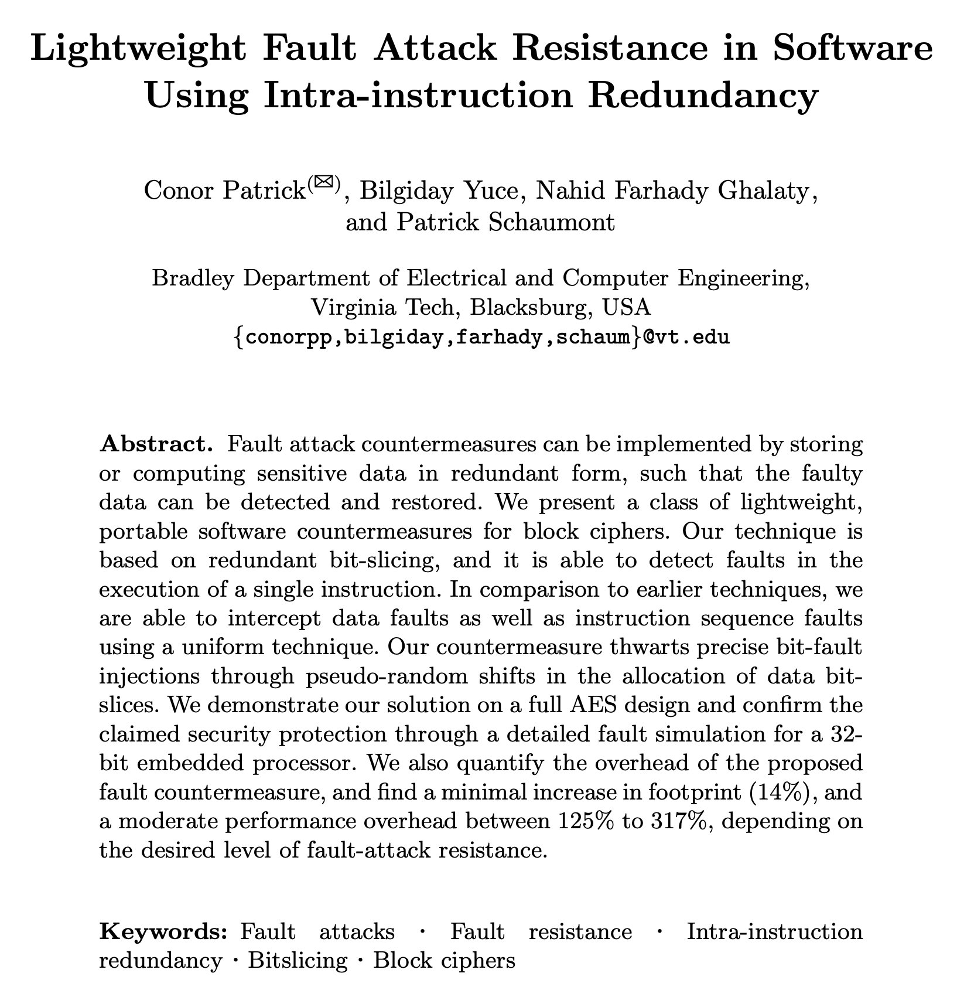 Lightweight Fault Attack Resistance in Software
Using Intra-instruction Redundancy
Conor Patrick(✉), Bilgiday Yuce, Nahid Farhady Ghalaty,
and Patrick Schaumont
Bradley Department of Electrical and Computer Engineering,
Virginia Tech, Blacksburg, USA
{conorpp,bilgiday,farhady,schaum}@vt.edu
Abstract. Fault attack countermeasures can be implemented by storing
or computing sensitive data in redundant form, such that the faulty
data can be detected and restored. We present a class of lightweight,
portable software countermeasures for block ciphers. Our technique is
based on redundant bit-slicing, and it is able to detect faults in the
execution of a single instruction. In comparison to earlier techniques, we
are able to intercept data faults as well as instruction sequence faults
using a uniform technique. Our countermeasure thwarts precise bit-fault
injections through pseudo-random shifts in the allocation of data bit-
slices. We demonstrate our solution on a full AES design and confirm the
claimed security protection through a detailed fault simulation for a 32-
bit embedded processor. We also quantify the overhead of the proposed
fault countermeasure, and find a minimal increase in footprint (14%), and
a moderate performance overhead between 125% to 317%, depending on
the desired level of fault-attack resistance.
Keywords: Fault attacks · Fault resistance · Intra-instruction
redundancy · Bitslicing · Block ciphers